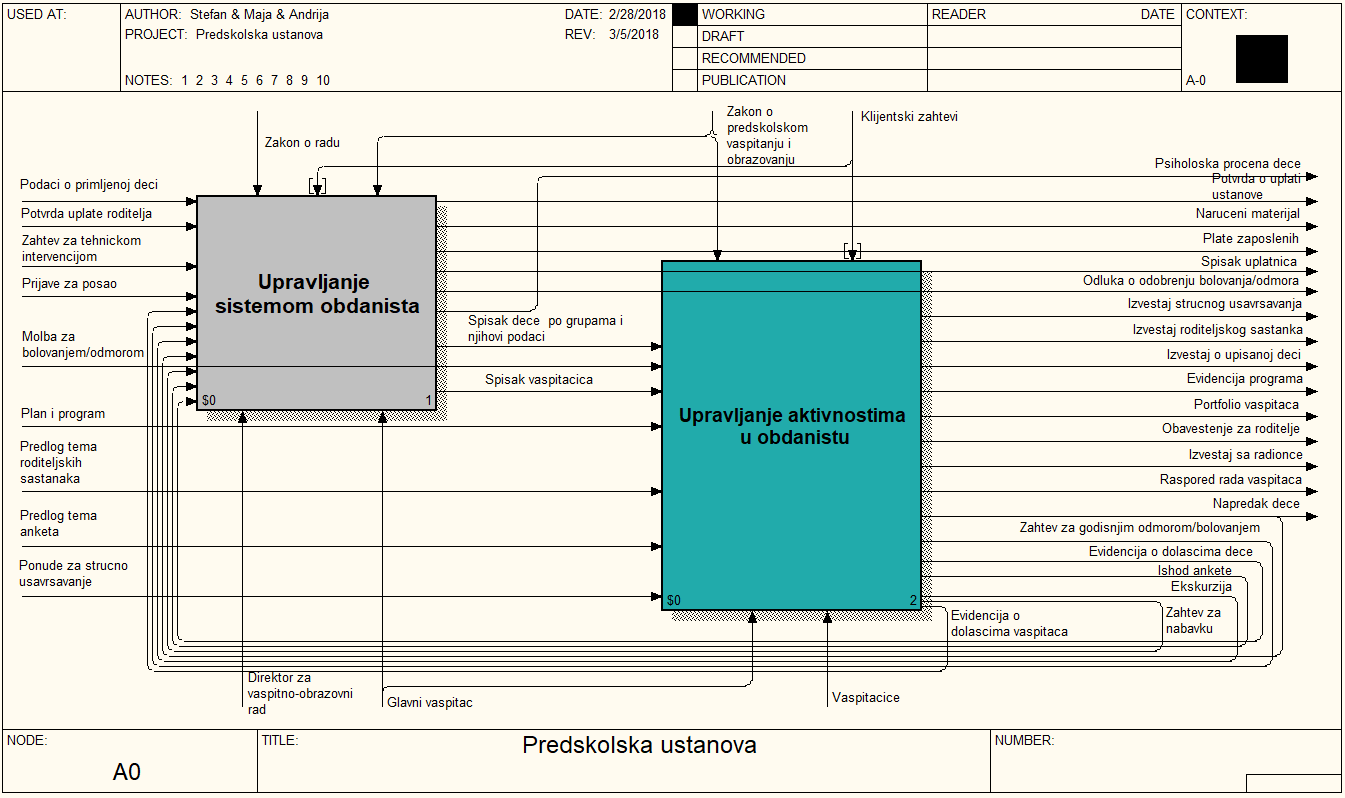 USED AT:
AUTHOR: Stefan & Maja & Andrija
DATE: 2/28/2018
PROJECT: Predskolska ustanova
REV: 3/5/2018
NOTES: 1 2 3 4 5 6 7 8 9 10
WORKING
DRAFT
RECOMMENDED
PUBLICATION
READER
DATE
CONTEXT:
A-0
Zakon o radu
Zakon o
predskolskom
vaspitanju i
obrazovanju
Klijentski zahtevi
Podaci o primljenoj deci
Potvrda uplate roditelja
Zahtev za tehnickom
intervencijom
Prijave za posao
Molba za
bolovanjem/odmorom
Plan i program
Predlog tema
roditeljskih
sastanaka
Predlog tema
anketa
Ponude za strucno
usavrsavanje
Upravljanje
sistemom obdanista
$0
1
Spisak dece po grupama i
njihovi podaci
Spisak vaspitacica
Upravljanje aktivnostima
u obdanistu
$0
2
Psiholoska procena dece
Potvrda o uplati
ustanove
Naruceni materijal
Plate zaposlenih
Spisak uplatnica
Odluka o odobrenju bolovanja/odmora
Izvestaj strucnog usavrsavanja
Izvestaj roditeljskog sastanka
Izvestaj o upisanoj deci
Evidencija programa
Portfolio vaspitaca
Obavestenje za roditelje
Izvestaj sa radionce
Raspored rada vaspitaca
Napredak dece
Zahtev za godisnjim odmorom/bolovanjem
Evidencija o dolascima dece
Ishod ankete
Ekskurzija
Zahtev za
nabavku
Evidencija o
dolascima vaspitaca
Direktor za
vaspitno-obrazovni
rad
Glavni vaspitac
Vaspitacice
NODE:
A0
TITLE:
Predskolska ustanova
NUMBER: